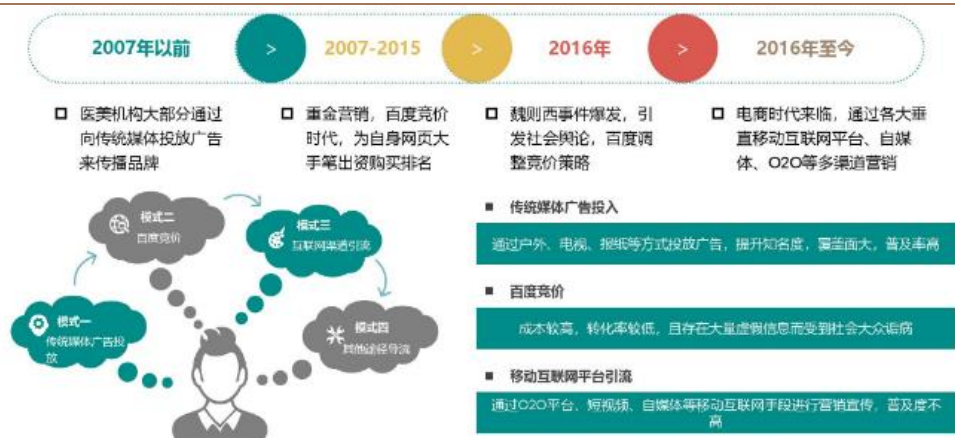 2007年以前 > 2007-2015 > 2016年 > 2016年至今
医美机构大部分通过
向传统媒体投放广告
来传播品牌
重金营销，百度竞价
时代，为自身网页大
手笔出资购买排名
魏则西事件爆发，引
发社会舆论，百度调
整竞价策略
电商时代来临，通过各大垂
直移动互联网平台、自媒
体、O2O等多渠道营销
模式二
百度竞价
模式三
互联网渠道引流
模式一
传统媒体广告投
放
模式四
其他途径导流
传统媒体广告投入
通过户外、电视、报纸等方式投放广告，提升知名度，覆盖面大，普及率高
百度竞价
成本较高，转化率较低，且存在大量虚假信息而受到社会大众诟病
移动互联网平台引流
通过O2O平台、短视频、自媒体等移动互联网手段进行营销宣传，普及度不
高